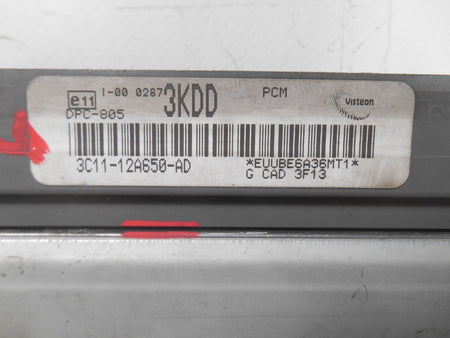 e11 I-00 0287 3KDD PCM
Visteon
DPC-805
3C11-12A650-AD *EUUBE6A36MT1*
G CAD 3F13